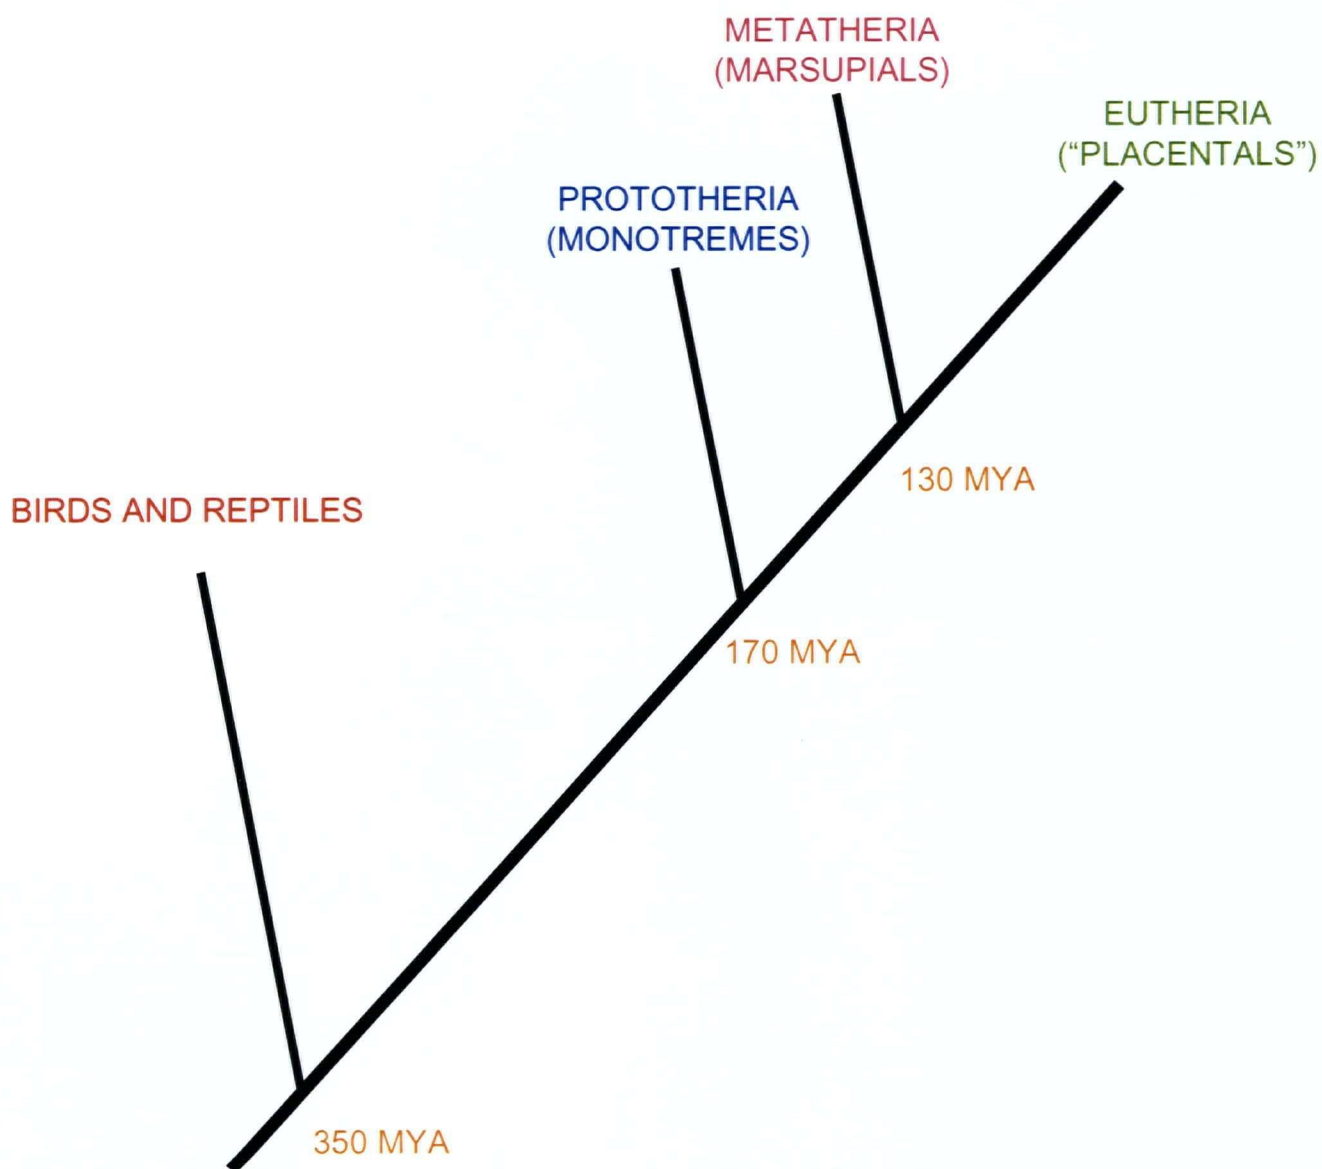 METATHERIA
(MARSUPIALS)
EUTHERIA
(“PLACENTALS”)
PROTOTHERIA
(MONOTREMES)
130 MYA
BIRDS AND REPTILES
170 MYA
350 MYA